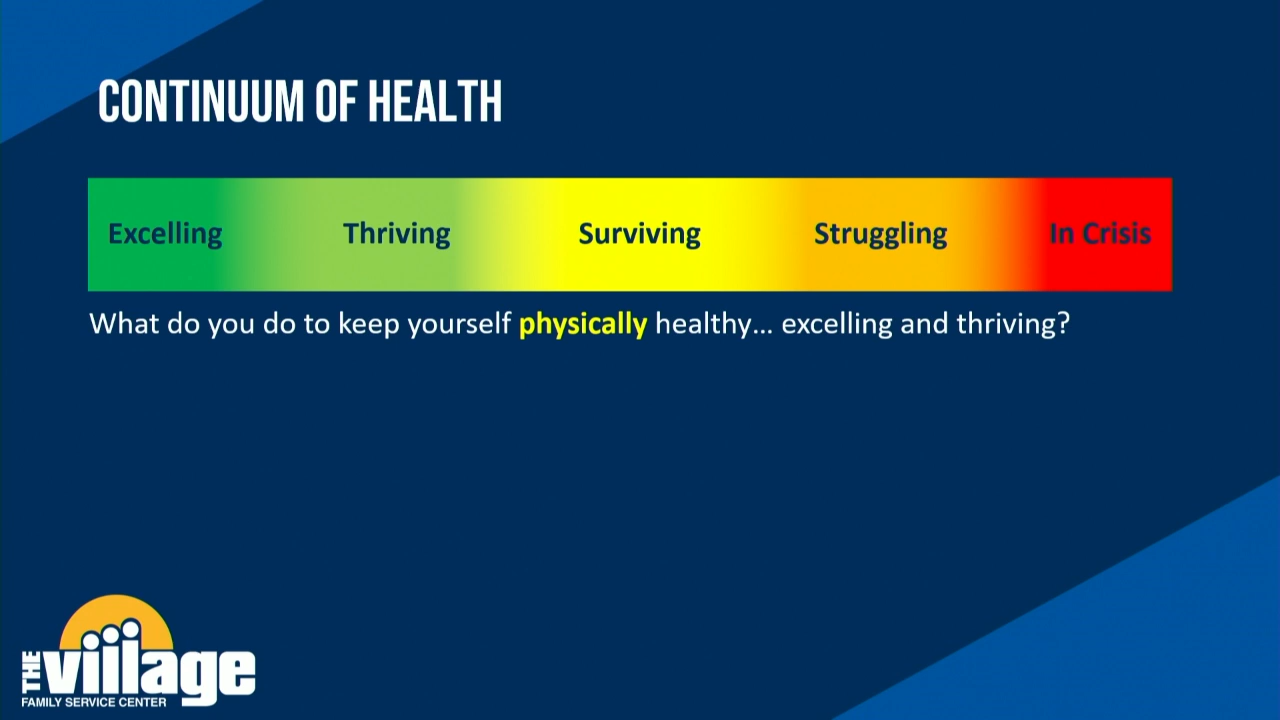 CONTINUUM OF HEALTH
Excelling Thriving Surviving Struggling In Crisis
What do you do to keep yourself physically healthy... excelling and thriving?
THE village
FAMILY SERVICE CENTER